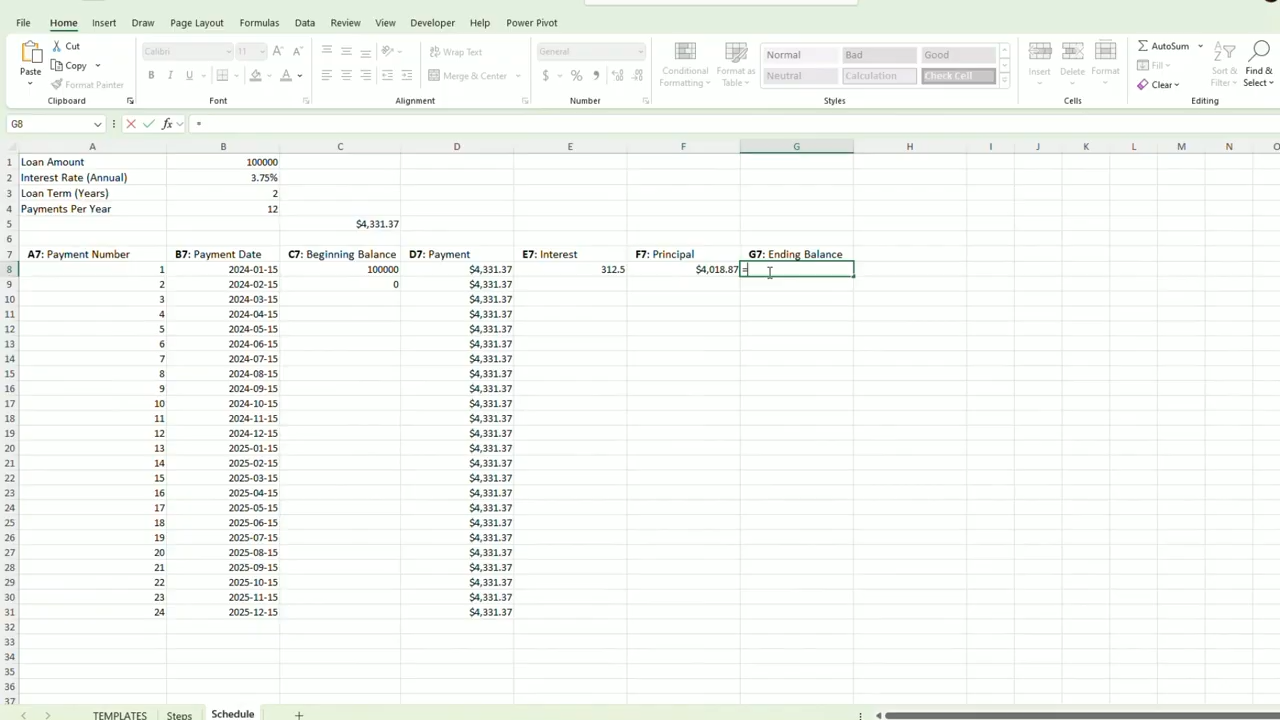 File Home Insert Draw Page Layout Formulas Data Review View Developer Help Power Pivot
Paste Cut Copy Format Painter Calibri 11 A A B I U A Wrap Text Merge & Center General $ % , Conditional Formatting Format as Table Normal Bad Good Neutral Calculation Check Cell Insert Delete Format AutoSum Fill Clear Sort & Filter Find & Select
Clipboard Font Alignment Number Styles Cells Editing
G8 fx =
A B C D E F G H I J K L M N O
1 Loan Amount 100000
2 Interest Rate (Annual) 3.75%
3 Loan Term (Years) 2
4 Payments Per Year 12
5 $4,331.37
6
7 A7: Payment Number B7: Payment Date C7: Beginning Balance D7: Payment E7: Interest F7: Principal G7: Ending Balance
8 1 2024-01-15 100000 $4,331.37 312.5 $4,018.87 =
9 2 2024-02-15 0 $4,331.37
10 3 2024-03-15 $4,331.37
11 4 2024-04-15 $4,331.37
12 5 2024-05-15 $4,331.37
13 6 2024-06-15 $4,331.37
14 7 2024-07-15 $4,331.37
15 8 2024-08-15 $4,331.37
16 9 2024-09-15 $4,331.37
17 10 2024-10-15 $4,331.37
18 11 2024-11-15 $4,331.37
19 12 2024-12-15 $4,331.37
20 13 2025-01-15 $4,331.37
21 14 2025-02-15 $4,331.37
22 15 2025-03-15 $4,331.37
23 16 2025-04-15 $4,331.37
24 17 2025-05-15 $4,331.37
25 18 2025-06-15 $4,331.37
26 19 2025-07-15 $4,331.37
27 20 2025-08-15 $4,331.37
28 21 2025-09-15 $4,331.37
29 22 2025-10-15 $4,331.37
30 23 2025-11-15 $4,331.37
31 24 2025-12-15 $4,331.37
32
33
34
35
36
37
TEMPLATES Steps Schedule